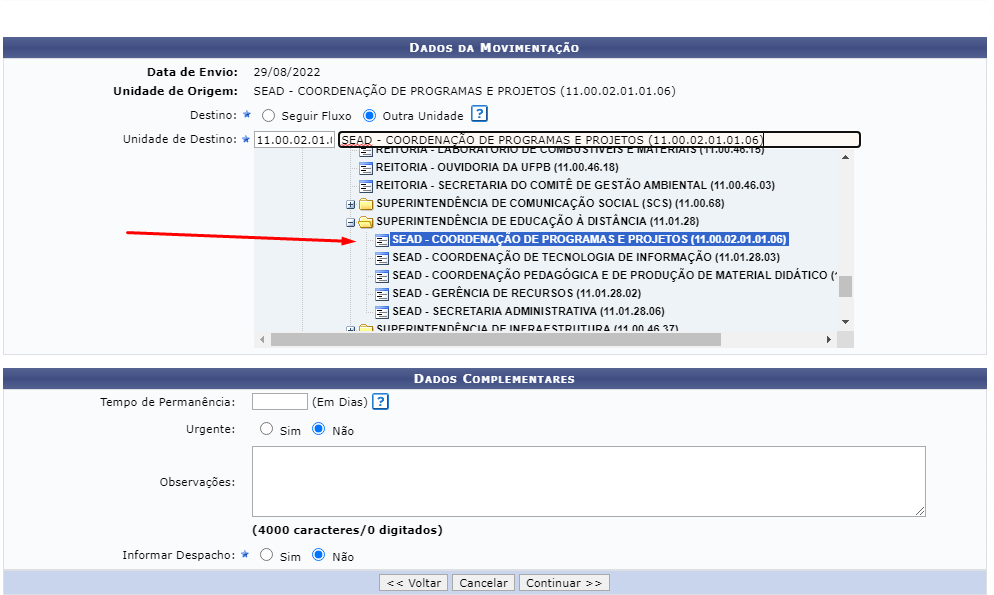 DADOS DA MOVIMENTAÇÃO
Data de Envio: 29/08/2022
Unidade de Origem: SEAD - COORDENAÇÃO DE PROGRAMAS E PROJETOS (11.00.02.01.01.06)
Destino: Seguir Fluxo Outra Unidade ?
Unidade de Destino: 11.00.02.01.( SEAD - COORDENAÇÃO DE PROGRAMAS E PROJETOS (11.00.02.01.01.06)
REITORIA - LABORATÓRIO DE COMBUSTÍVEIS E MATERIAIS (11.00.46.15)
REITORIA - OUVIDORIA DA UFPB (11.00.46.18)
REITORIA - SECRETARIA DO COMITÊ DE GESTÃO AMBIENTAL (11.00.46.03)
SUPERINTENDÊNCIA DE COMUNICAÇÃO SOCIAL (SCS) (11.00.68)
SUPERINTENDÊNCIA DE EDUCAÇÃO À DISTÂNCIA (11.01.28)
SEAD - COORDENAÇÃO DE PROGRAMAS E PROJETOS (11.00.02.01.01.06)
SEAD - COORDENAÇÃO DE TECNOLOGIA DE INFORMAÇÃO (11.01.28.03)
SEAD - COORDENAÇÃO PEDAGÓGICA E DE PRODUÇÃO DE MATERIAL DIDÁTICO (
SEAD - GERÊNCIA DE RECURSOS (11.01.28.02)
SEAD - SECRETARIA ADMINISTRATIVA (11.01.28.06)
SUPERINTENDÊNCIA DE INFRAESTRUTURA (11.00.46.37)
DADOS COMPLEMENTARES
Tempo de Permanência: (Em Dias) ?
Urgente: Sim Não
Observações:
(4000 caracteres/0 digitados)
Informar Despacho: Sim Não
<< Voltar Cancelar Continuar >>